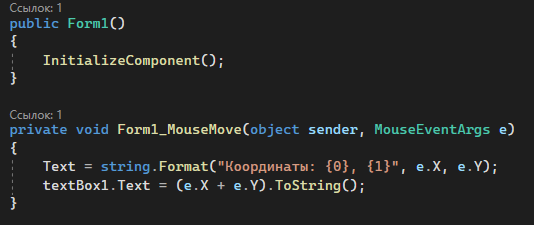 Ссылок: 1
public Form1()
{
    InitializeComponent();
}
Ссылок: 1
private void Form1_MouseMove(object sender, MouseEventArgs e)
{
    Text = string.Format("Координаты: {0}, {1}", e.X, e.Y);
    textBox1.Text = (e.X + e.Y).ToString();
}